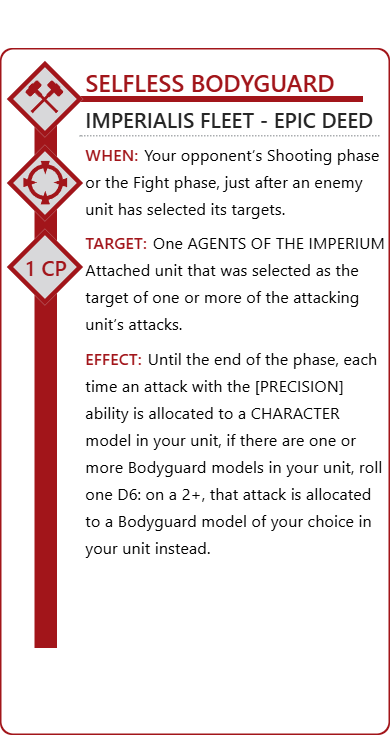 SELFLESS BODYGUARD
IMPERIALIS FLEET - EPIC DEED
WHEN: Your opponent’s Shooting phase
or the Fight phase, just after an enemy
unit has selected its targets.
TARGET: One AGENTS OF THE IMPERIUM
Attached unit that was selected as the
target of one or more of the attacking
unit’s attacks.
1 CP
EFFECT: Until the end of the phase, each
time an attack with the [PRECISION]
ability is allocated to a CHARACTER
model in your unit, if there are one or
more Bodyguard models in your unit, roll
one D6: on a 2+, that attack is allocated
to a Bodyguard model of your choice in
your unit instead.